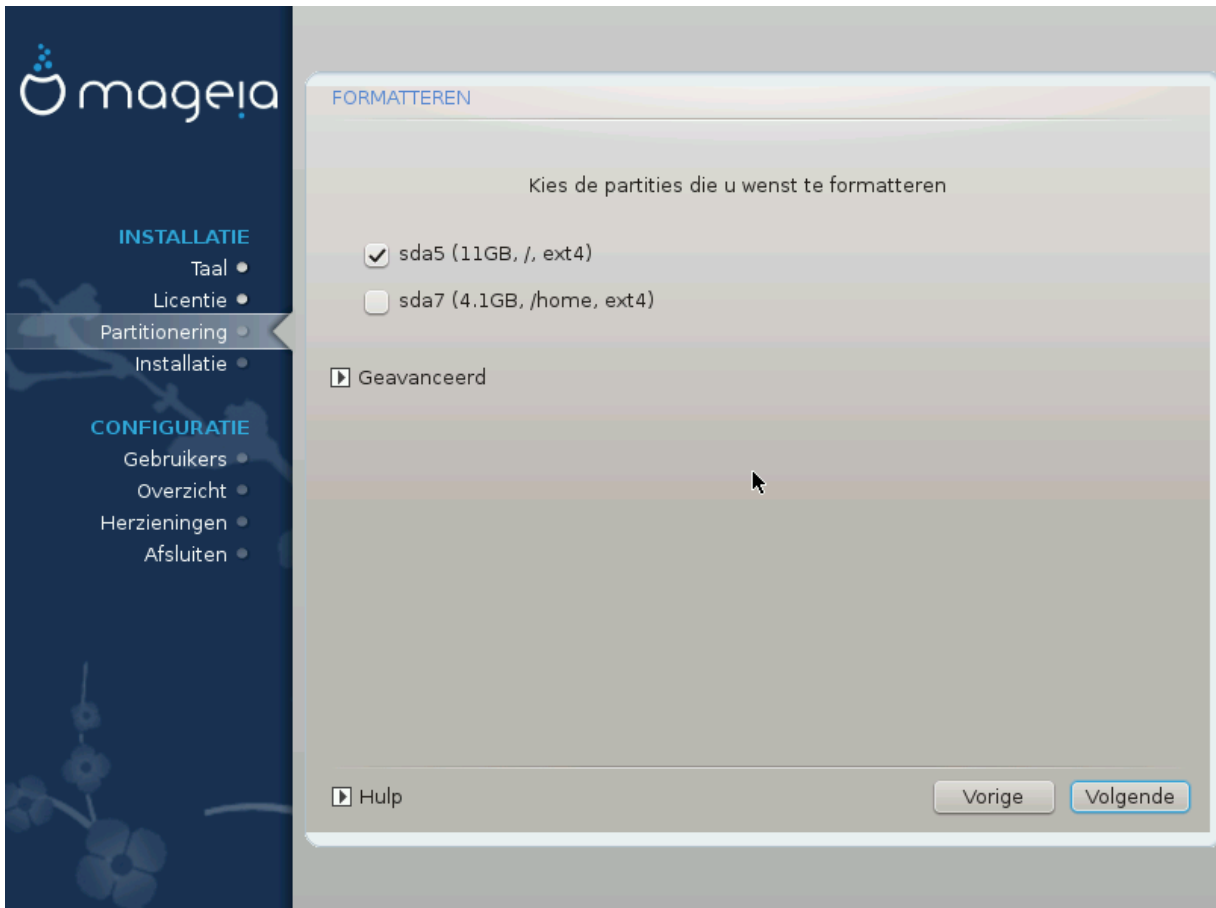 mageia
INSTALLATIE
Taal
Licentie
Partitionering
Installatie
CONFIGURATIE
Gebruikers
Overzicht
Herzieningen
Afsluiten
FORMATTEREN
Kies de partities die u wenst te formatteren
sda5 (11GB, /, ext4)
sda7 (4.1GB, /home, ext4)
Geavanceerd
Hulp
Vorige
Volgende